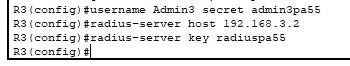 R3(config)#username Admin3 secret admin3pa55
R3(config)#radius-server host 192.168.3.2
R3(config)#radius-server key radiuspa55
R3(config)#